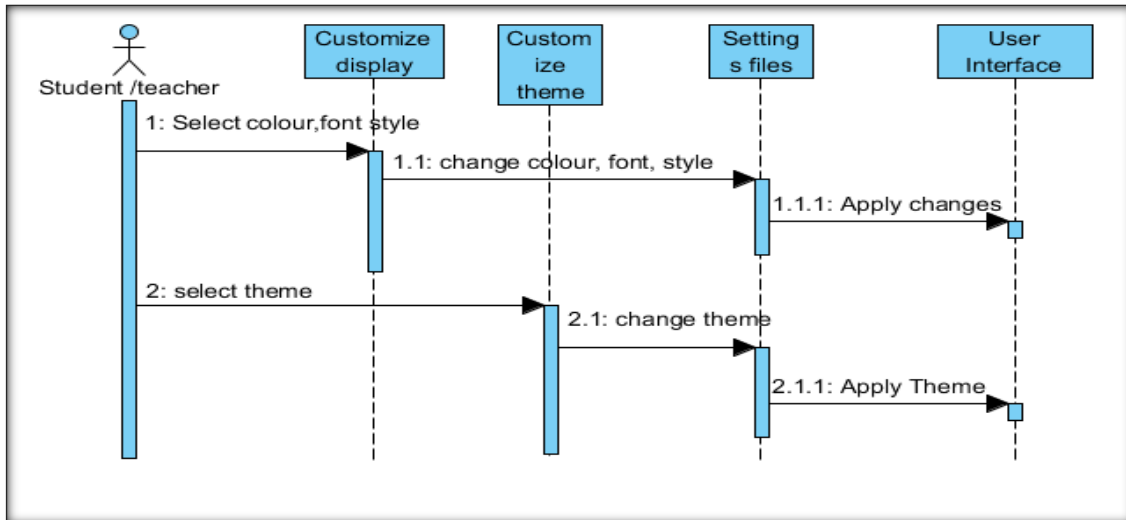 Student /teacher
Customize
display
Custom
ize
theme
Setting
s files
User
Interface
1: Select colour,font style
1.1: change colour, font, style
1.1.1: Apply changes
2: select theme
2.1: change theme
2.1.1: Apply Theme